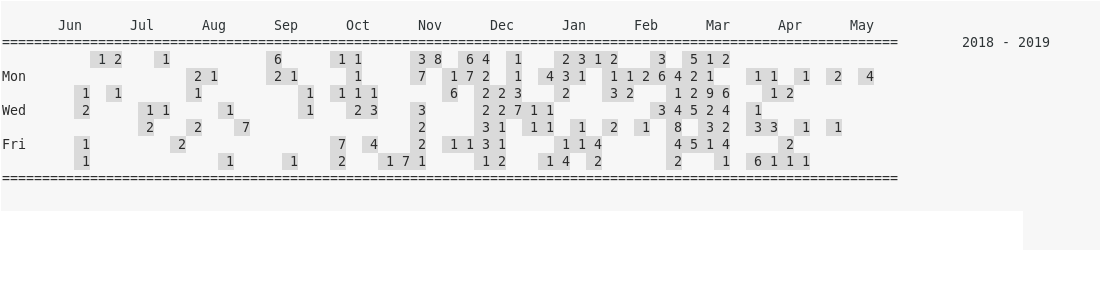 Jun      Jul      Aug      Sep      Oct      Nov      Dec      Jan      Feb      Mar      Apr      May
================================================================================================================        2018 - 2019
            1 2     1             6       1 1       3 8   6 4   1     2 3 1 2     3   5 1 2
Mon                     2 1       2 1       1       7   1 7 2   1   4 3 1   1 1 2 6 4 2 1     1 1   1   2   4
          1   1         1             1   1 1 1         6   2 2 3     2     3 2     1 2 9 6     1 2
Wed       2         1 1       1         1     2 3     3       2 2 7 1 1             3 4 5 2 4   1
                  2     2     7                     2       3 1   1 1   1   2   1   8   3 2   3 3   1   1
Fri       1           2                   7   4     2   1 1 3 1       1 1 4         4 5 1 4       2
          1                 1       1     2     1 7 1       1 2     1 4   2         2     1   6 1 1 1
================================================================================================================